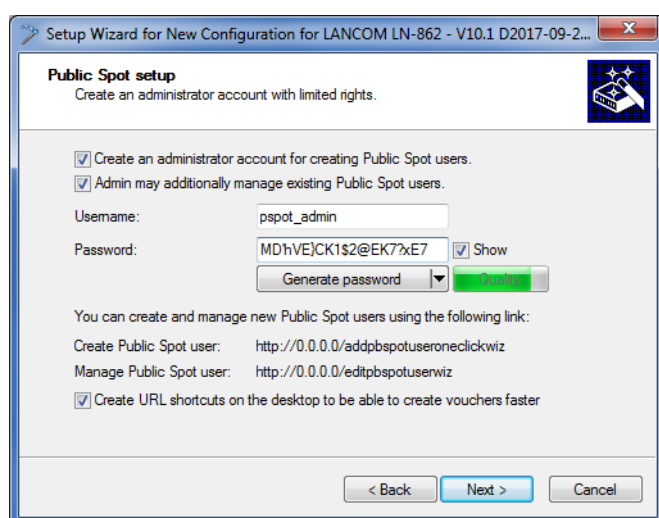 Setup Wizard for New Configuration for LANCOM LN-862 - V10.1 D2017-09-2...
Public Spot setup
Create an administrator account with limited rights.
Create an administrator account for creating Public Spot users.
Admin may additionally manage existing Public Spot users.
Username: pspot_admin
Password: MD'hVE}CK1$2@EK7?xE7 Show
Generate password Quality
You can create and manage new Public Spot users using the following link:
Create Public Spot user: http://0.0.0.0/addpbspotuseroneclickwiz
Manage Public Spot user: http://0.0.0.0/editpbspotuserwiz
Create URL shortcuts on the desktop to be able to create vouchers faster
< Back Next > Cancel